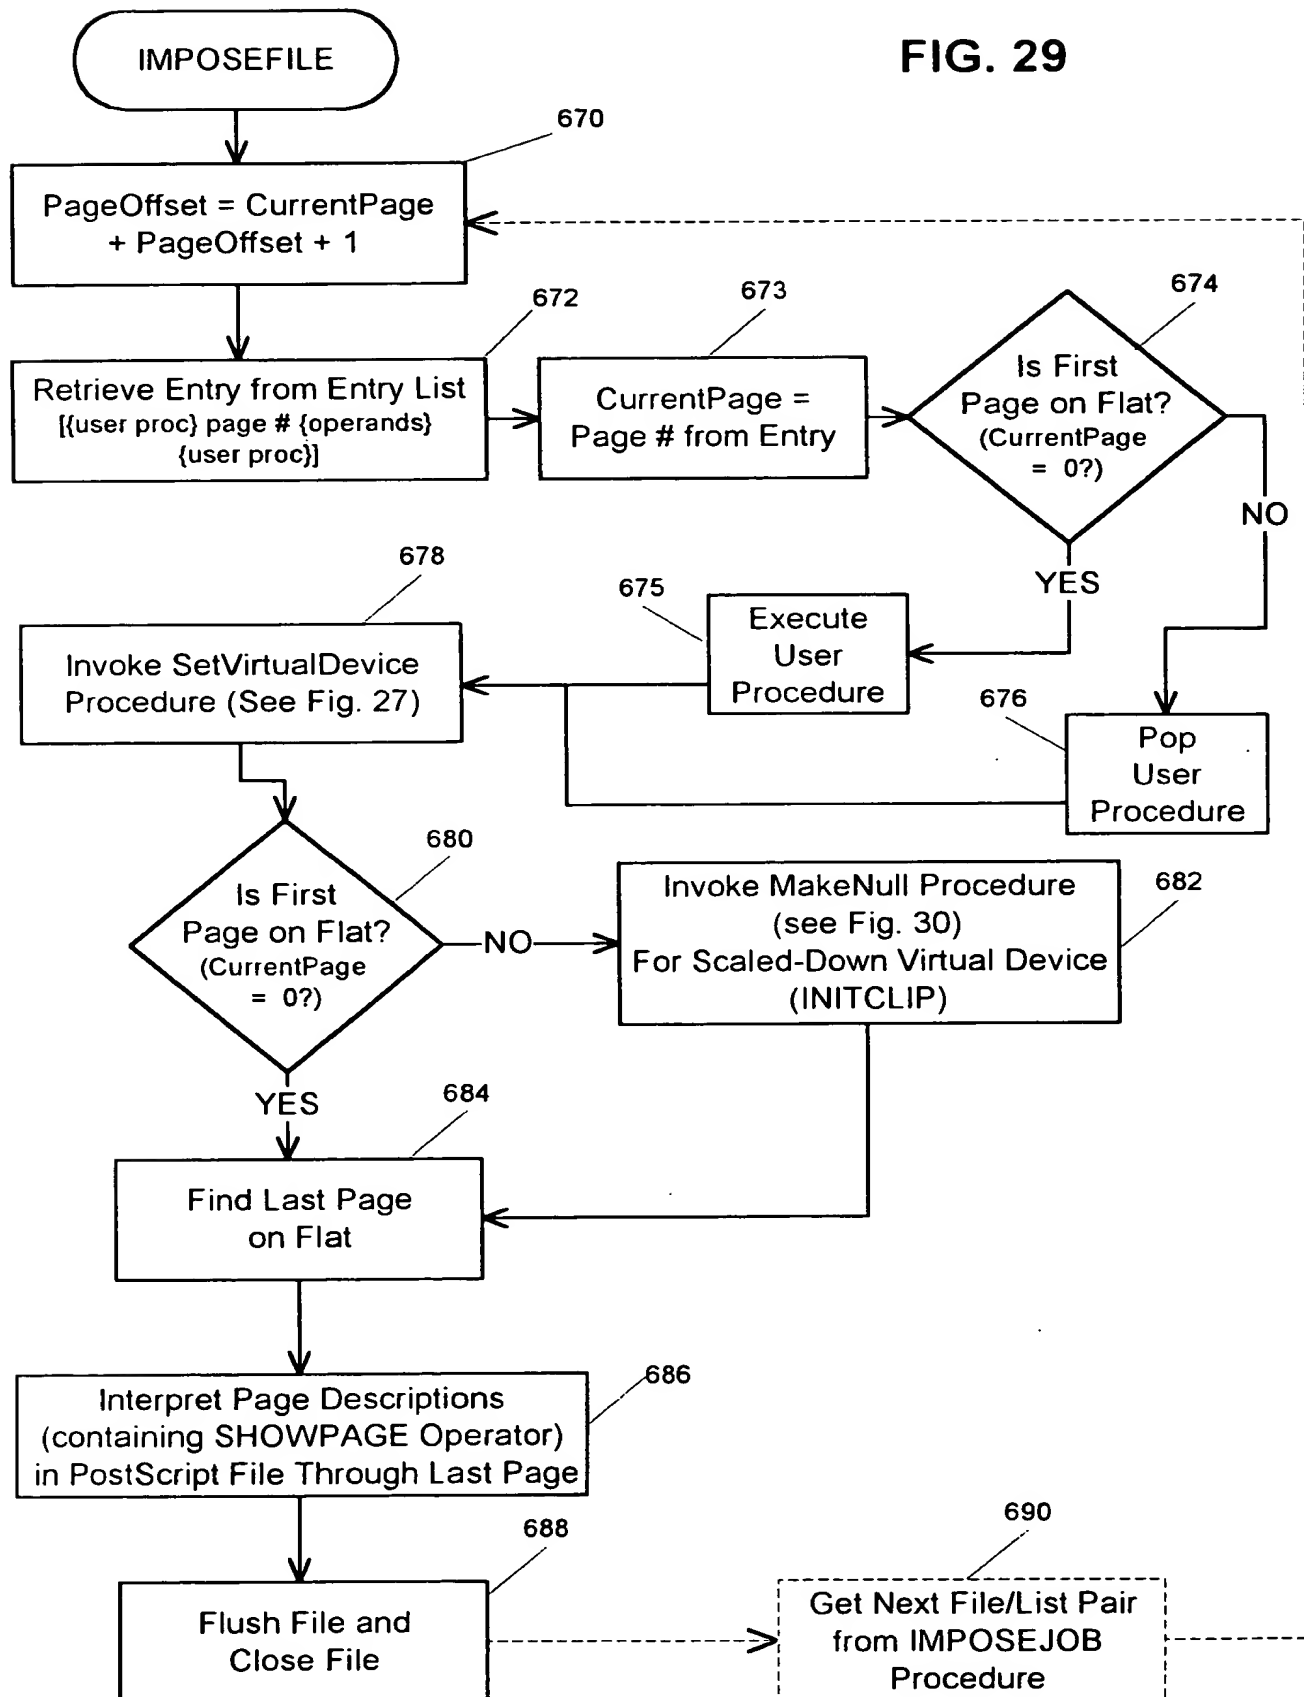 IMPOSEFILE
FIG. 29
670
PageOffset = CurrentPage
+ PageOffset + 1
672
Retrieve Entry from Entry List
[{user proc} page # {operands}
{user proc}]
673
CurrentPage =
Page # from Entry
674
Is First
Page on Flat?
(CurrentPage
= 0?)
NO
YES
675
Execute
User
Procedure
676
Pop
User
Procedure
678
Invoke SetVirtualDevice
Procedure (See Fig. 27)
680
Is First
Page on Flat?
(CurrentPage
= 0?)
NO
YES
682
Invoke MakeNull Procedure
(see Fig. 30)
For Scaled-Down Virtual Device
(INITCLIP)
684
Find Last Page
on Flat
686
Interpret Page Descriptions
(containing SHOWPAGE Operator)
in PostScript File Through Last Page
688
Flush File and
Close File
690
Get Next File/List Pair
from IMPOSEJOB
Procedure